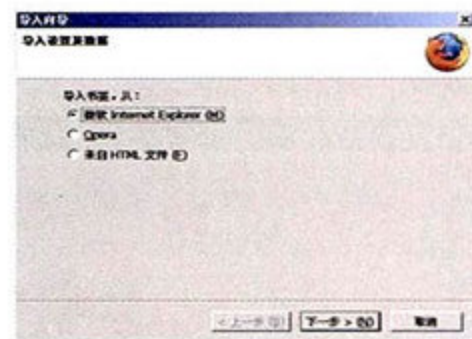 导入向导
导入设置及数据
导入书签，从：
微软 Internet Explorer (M)
Opera
来自 HTML 文件 (F)
< 上一步 (B)
下一步 > (N)
取消